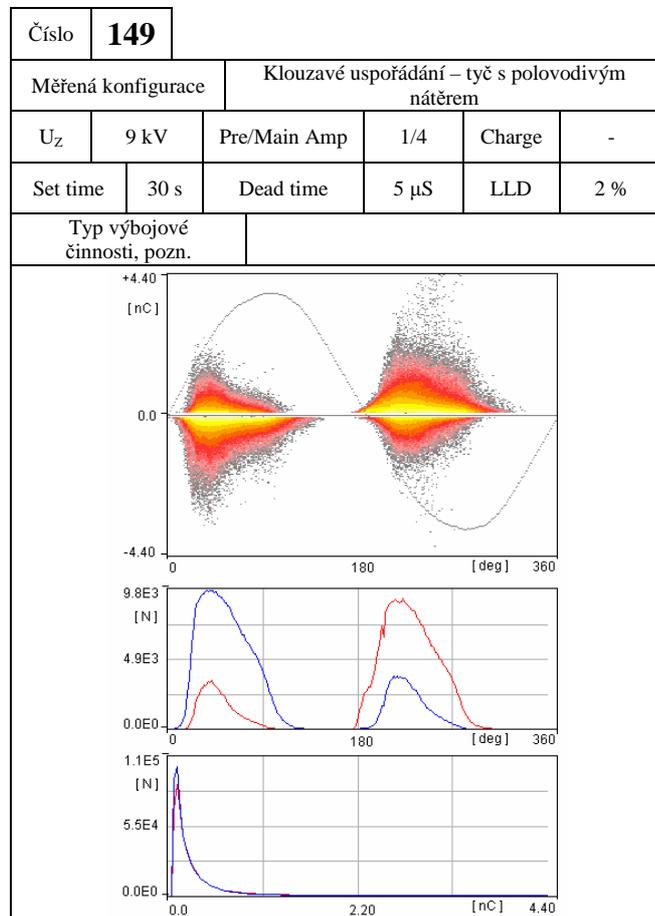 Číslo 149
Měřená konfigurace Klouzavé uspořádání – tyč s polovodivým
nátěrem
UZ 9 kV Pre/Main Amp 1/4 Charge -
Set time 30 s Dead time 5 μS LLD 2 %
Typ výbojové
činnosti, pozn.
+4.40
[nC]
0.0
-4.40
0 180 [deg] 360
9.8E3
[N]
4.9E3
0.0E0
0 180 [deg] 360
1.1E5
[N]
5.5E4
0.0E0
0.0 2.20 [nC] 4.40